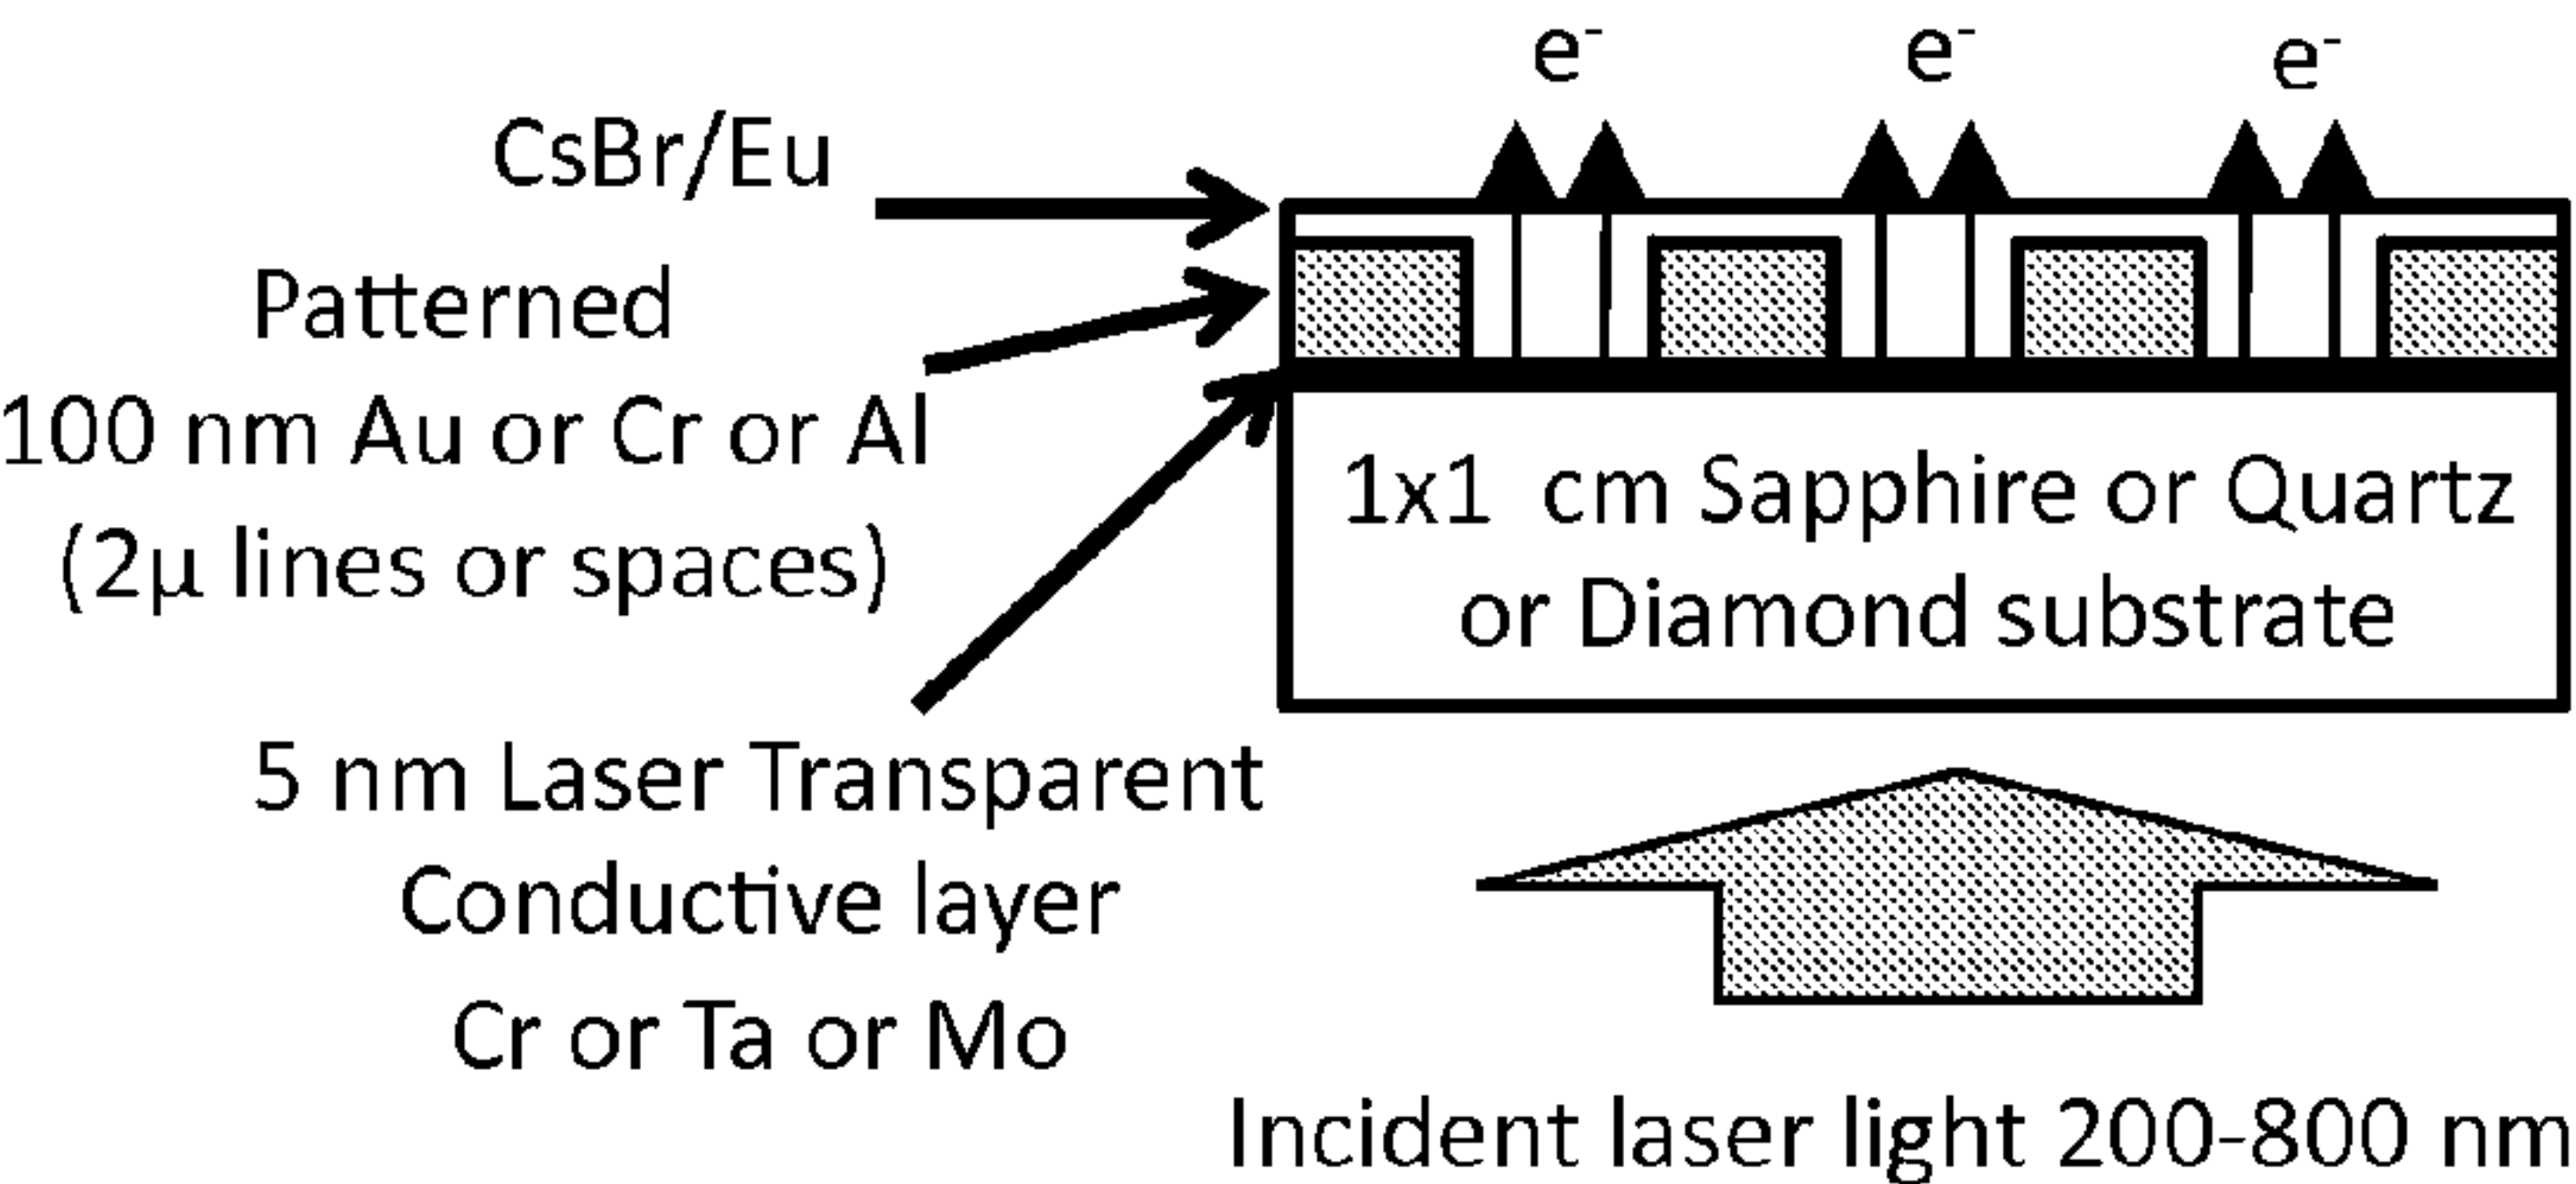 e⁻ e⁻ e⁻
CsBr/Eu
Patterned
100 nm Au or Cr or Al
(2µ lines or spaces)
1x1 cm Sapphire or Quartz
or Diamond substrate
5 nm Laser Transparent
Conductive layer
Cr or Ta or Mo
Incident laser light 200-800 nm